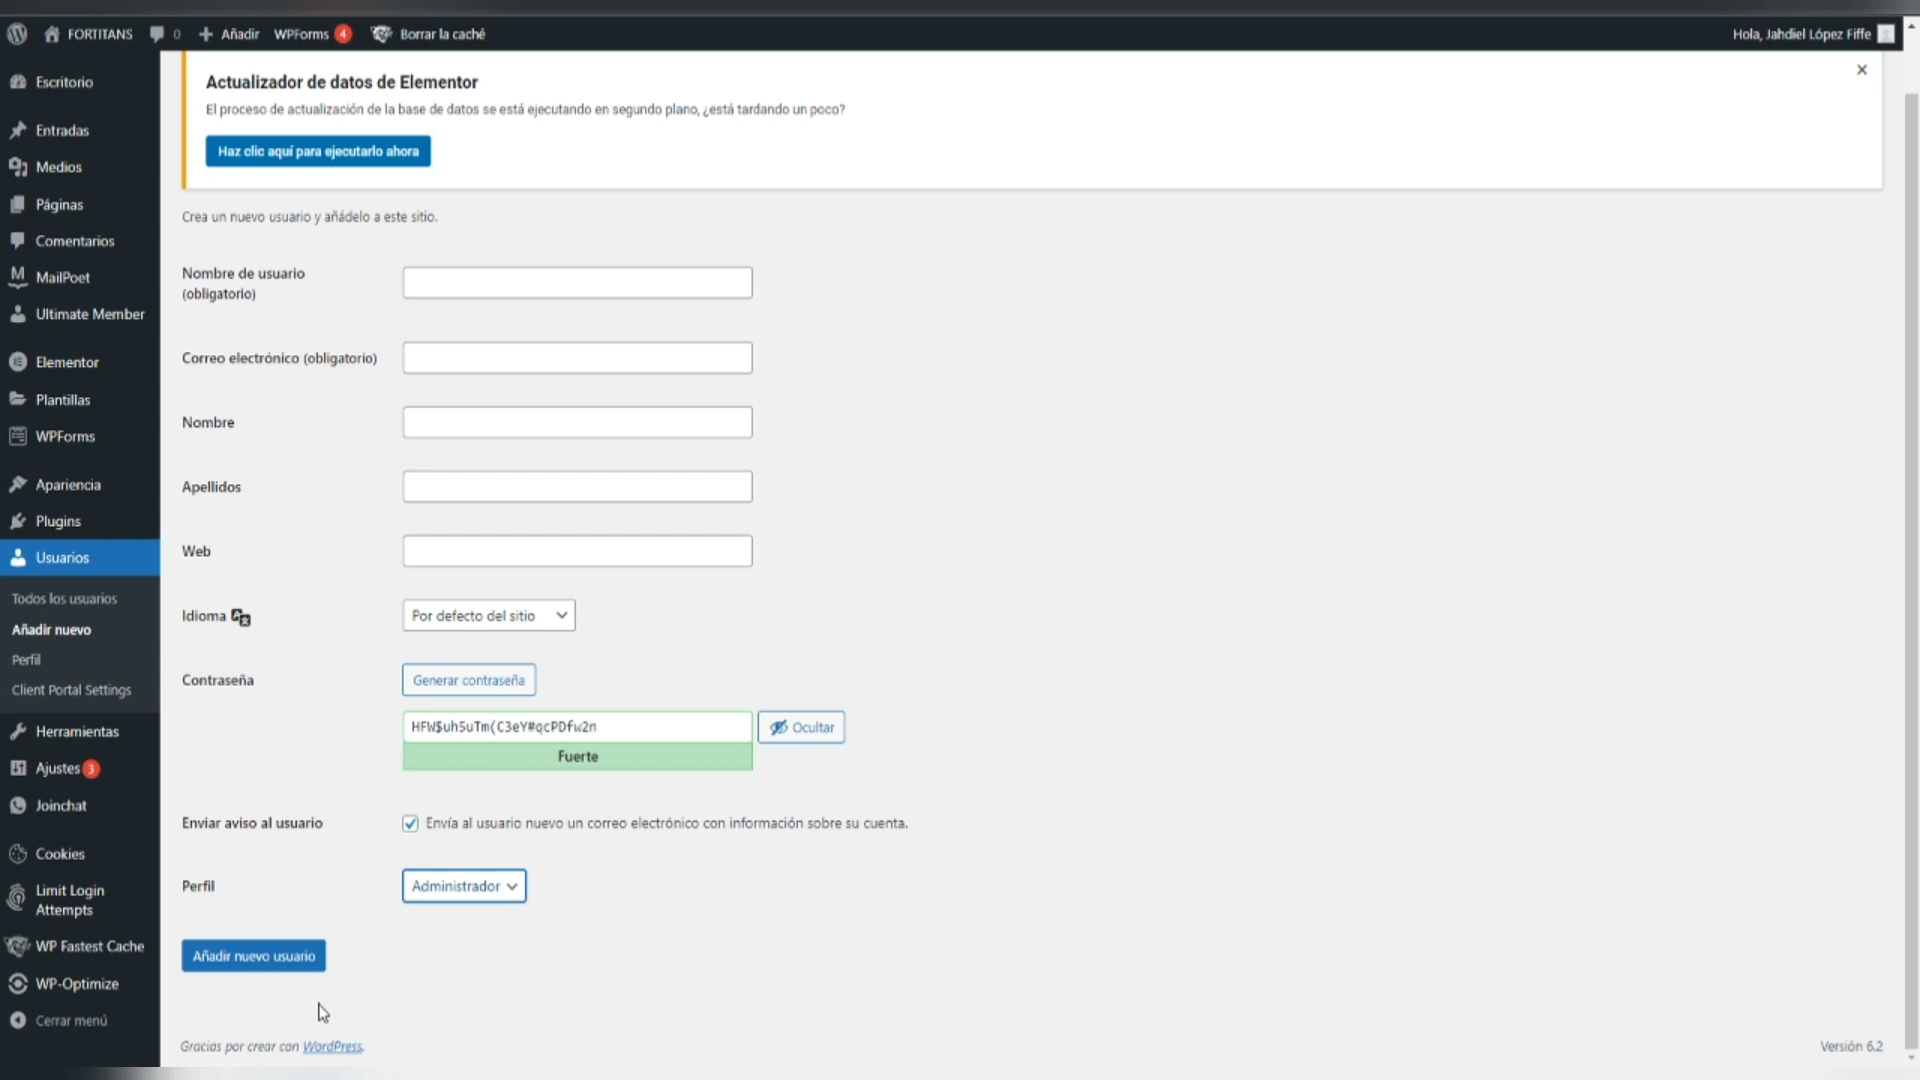 FORTITANS
0
Añadir
WPForms 4
Borrar la caché
Hola, Jahdiel López Fiffe
Escritorio
Entradas
Medios
Páginas
Comentarios
MailPoet
Ultimate Member
Elementor
Plantillas
WPForms
Apariencia
Plugins
Usuarios
Todos los usuarios
Añadir nuevo
Perfil
Client Portal Settings
Herramientas
Ajustes 3
Joinchat
Cookies
Limit Login
Attempts
WP Fastest Cache
WP-Optimize
Cerrar menú
Actualizador de datos de Elementor
El proceso de actualización de la base de datos se está ejecutando en segundo plano, ¿está tardando un poco?
Haz clic aquí para ejecutarlo ahora
Crea un nuevo usuario y añádelo a este sitio.
Nombre de usuario
(obligatorio)
Correo electrónico (obligatorio)
Nombre
Apellidos
Web
Idioma
Por defecto del sitio
Contraseña
Generar contraseña
HFW$uh5uTm(C3eY#qcPDfw2n
Ocultar
Fuerte
Enviar aviso al usuario
Envía al usuario nuevo un correo electrónico con información sobre su cuenta.
Perfil
Administrador
Añadir nuevo usuario
Gracias por crear con WordPress.
Versión 6.2